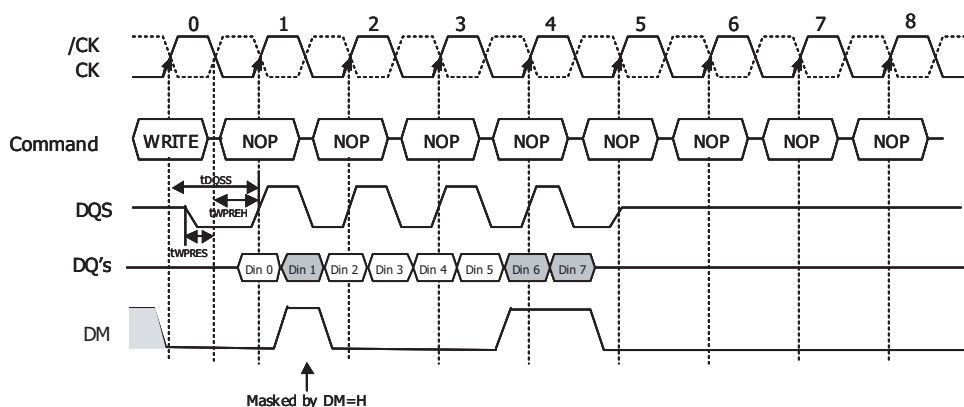 0 1 2 3 4 5 6 7 8
/CK
CK
Command WRITE NOP NOP NOP NOP NOP NOP NOP NOP
tDQSS
DQS tWPREH
tWPRES
DQ's Din 0 Din 1 Din 2 Din 3 Din 4 Din 5 Din 6 Din 7
DM
Masked by DM=H